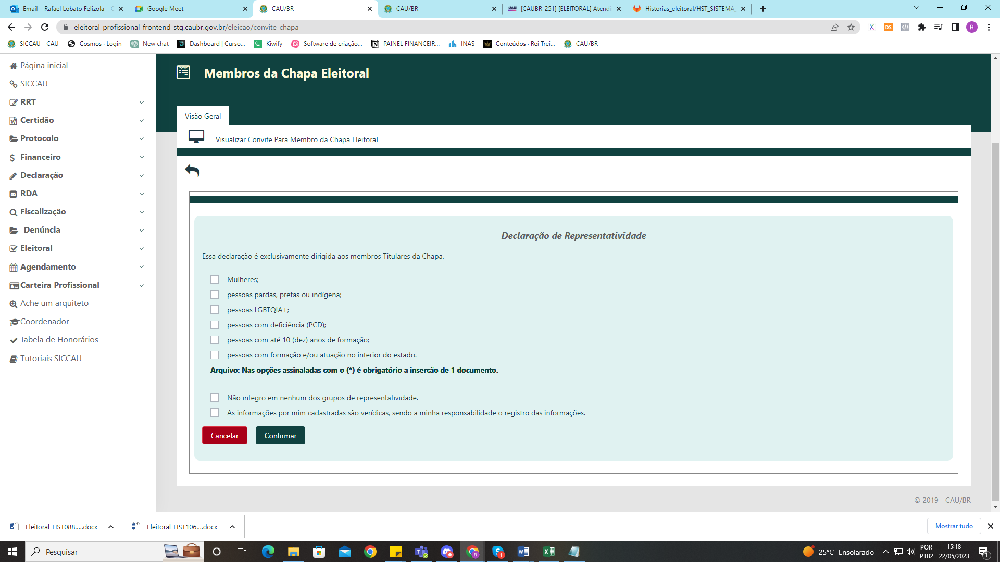 Email – Rafael Lobato Felizola – C
Google Meet
CAU/BR
CAU/BR
UADI [CAUBR-251] [ELEITORAL] Atendi
Historias_eleitoral/HST_SISTEMA_
eleitoral-profissional-frontend-stg.caubr.gov.br/eleicao/convite-chapa
DS
R
SICCAU - CAU
Cosmos · Login
New chat
Dashboard | Curso...
Kiwify
Software de criação...
PAINEL FINANCEIR...
INAS
Conteúdos · Rei Trei...
CAU/BR
Página inicial
SICCAU
RRT
Certidão
Protocolo
Financeiro
Declaração
RDA
Fiscalização
Denúncia
Eleitoral
Agendamento
Carteira Profissional
Ache um arquiteto
Coordenador
Tabela de Honorários
Tutoriais SICCAU
Membros da Chapa Eleitoral
Visão Geral
Visualizar Convite Para Membro da Chapa Eleitoral
Declaração de Representatividade
Essa declaração é exclusivamente dirigida aos membros Titulares da Chapa.
Mulheres;
pessoas pardas, pretas ou indígena;
pessoas LGBTQIA+;
pessoas com deficiência (PCD);
pessoas com até 10 (dez) anos de formação;
pessoas com formação e/ou atuação no interior do estado.
Arquivo: Nas opções assinaladas com o (*) é obrigatório a insercão de 1 documento.
Não integro em nenhum dos grupos de representatividade.
As informações por mim cadastradas são verídicas, sendo a minha responsabilidade o registro das informações.
Cancelar
Confirmar
© 2019 - CAU/BR
Eleitoral_HST088.....docx
Eleitoral_HST106....docx
Mostrar tudo
Pesquisar
25°C Ensolarado
POR
PTB2
15:18
22/05/2023
1